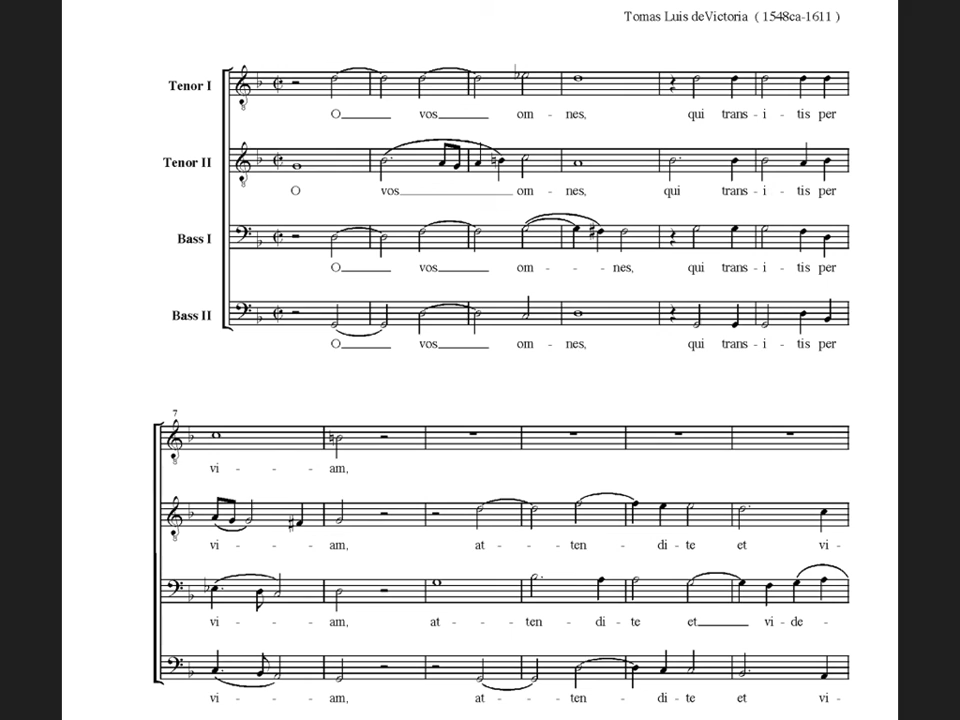 Tomas Luis deVictoria ( 1548ca-1611 )
Tenor I
O vos om - nes, qui trans - i - tis per
Tenor II
O vos om - nes, qui trans - i - tis per
Bass I
O vos om - - - nes, qui trans - i - tis per
Bass II
O vos om - nes, qui trans - i - tis per
7
8
vi - - - am,
8
vi - - - am, at - - ten - di - te et vi -
vi - - - am, at - - ten - di - te et vi - de -
vi - - - am, at - - ten - di - te et vi -